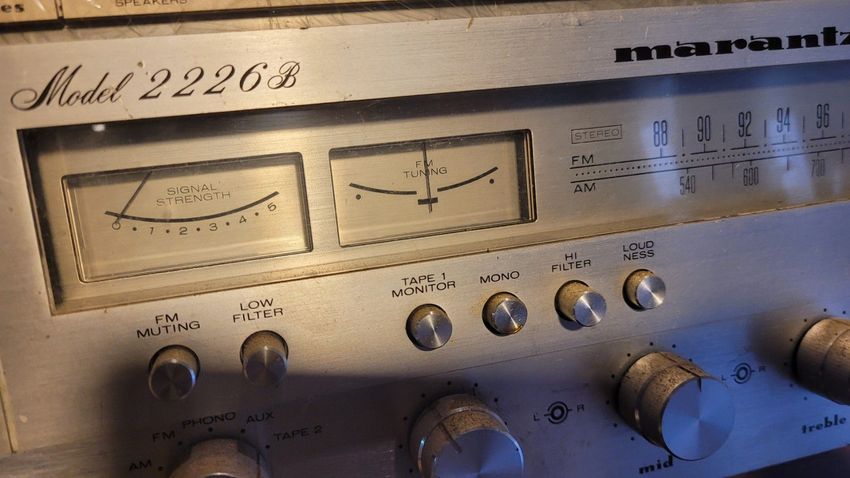 SPEAKERS
Model 2226B
marantz
SIGNAL
STRENGTH
0 1 2 3 4 5
FM
TUNING
STEREO
88 90 92 94 96
FM
AM
540 600 700
FM
MUTING
LOW
FILTER
TAPE 1
MONITOR
MONO
HI
FILTER
LOUD
NESS
AM
FM
PHONO
AUX
TAPE 2
L R
L R
mid
treble